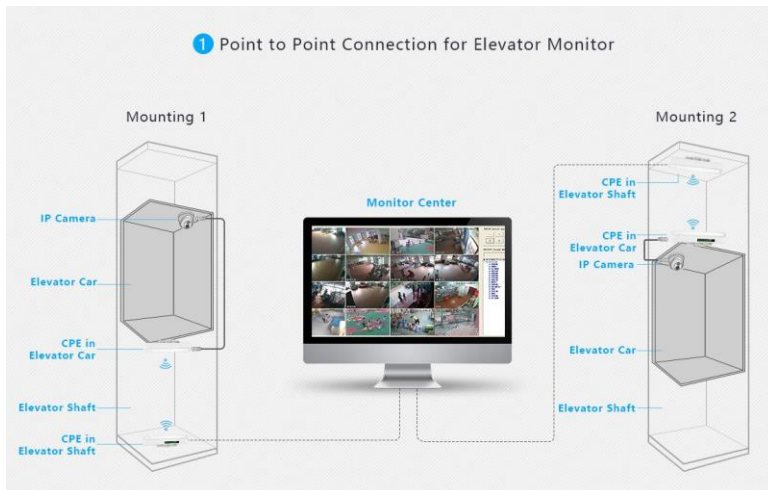 1 Point to Point Connection for Elevator Monitor
Mounting 1
IP Camera
Elevator Car
CPE in
Elevator Car
Elevator Shaft
CPE in
Elevator Shaft
Monitor Center
Mounting 2
CPE in
Elevator Shaft
CPE in
Elevator Car
IP Camera
Elevator Car
Elevator Shaft